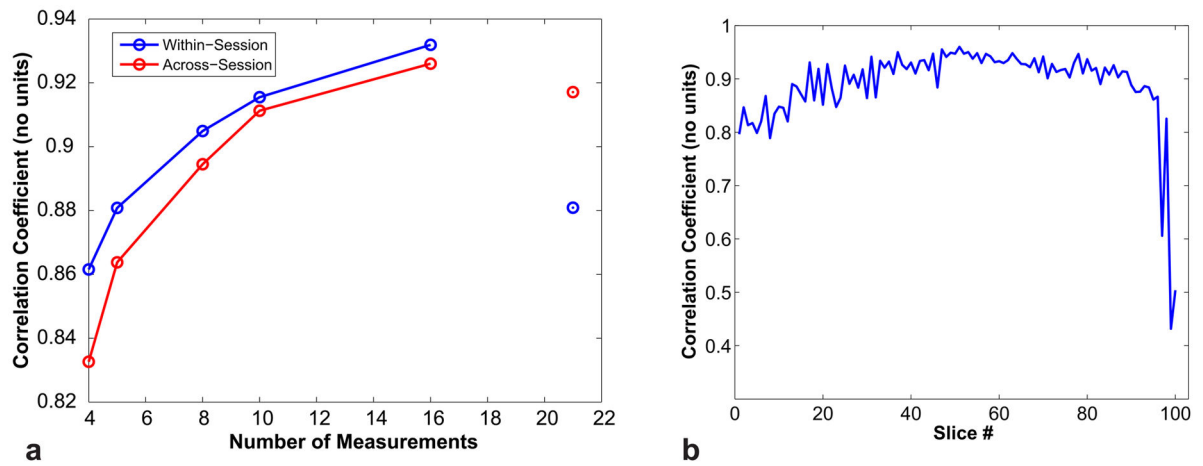 0.94
0.92
0.9
0.88
0.86
0.84
0.82
Correlation Coefficient (no units)
Within-Session
Across-Session
4 6 8 10 12 14 16 18 20 22
Number of Measurements
a
1
0.9
0.8
0.7
0.6
0.5
0.4
Correlation Coefficient (no units)
0 20 40 60 80 100
Slice #
b